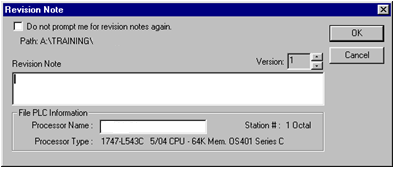 Revision Note
Do not prompt me for revision notes again.
OK
Path: A:\TRAINING\
Cancel
Revision Note
Version: 1
File PLC Information
Processor Name :
Station # : 1 Octal
Processor Type : 1747-L543C 5/04 CPU - 64K Mem. OS401 Series C